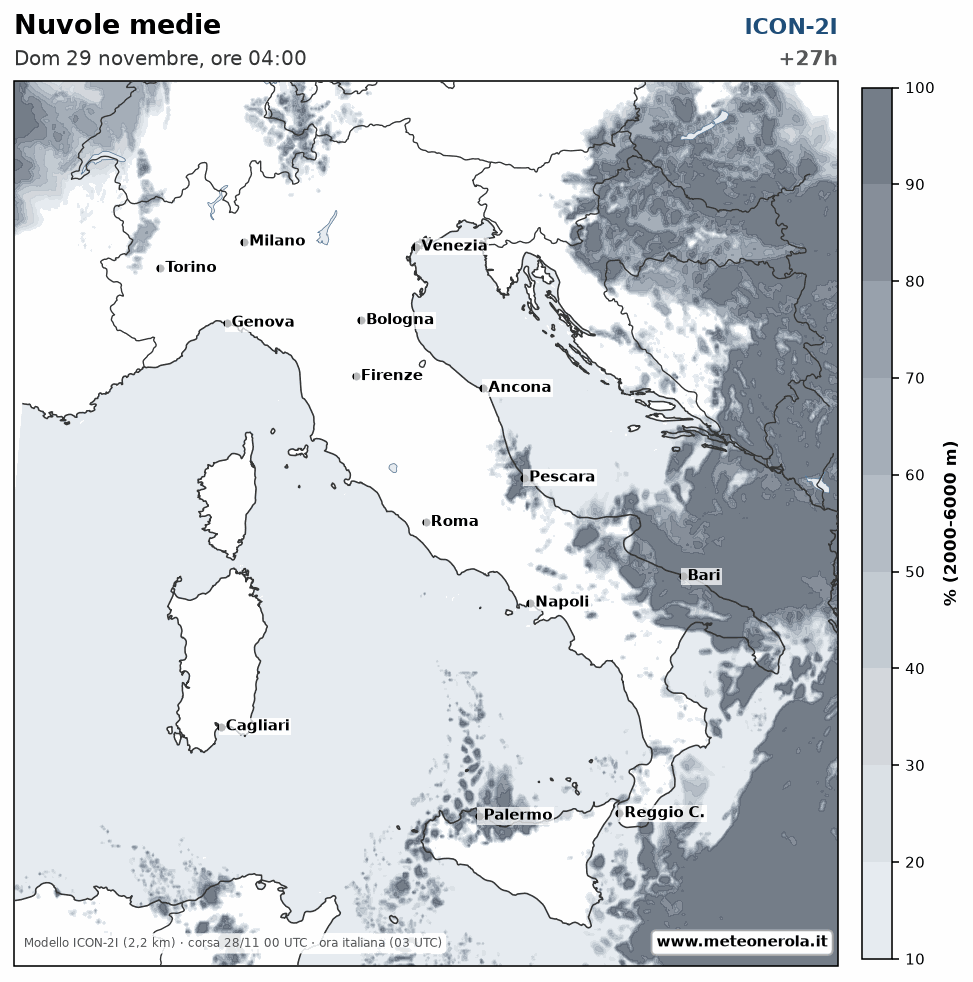 Nuvole medie
ICON-2I
Dom 29 novembre, ore 04:00
+27h
100
90
80
70
60
50
40
30
20
10
% (2000-6000 m)
Milano
Venezia
Torino
Genova
Bologna
Firenze
Ancona
Pescara
Roma
Bari
Napoli
Cagliari
Palermo
Reggio C.
Modello ICON-2I (2,2 km) · corsa 28/11 00 UTC · ora italiana (03 UTC)
www.meteonerola.it